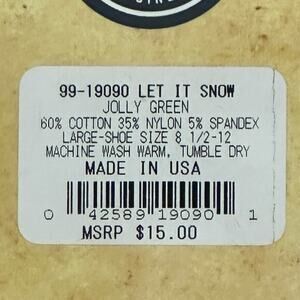 99-19090 LET IT SNOW
JOLLY GREEN
60% COTTON 35% NYLON 5% SPANDEX
LARGE-SHOE SIZE 8 1/2-12
MACHINE WASH WARM, TUMBLE DRY
MADE IN USA
0 42589 19090 1
MSRP $15.00